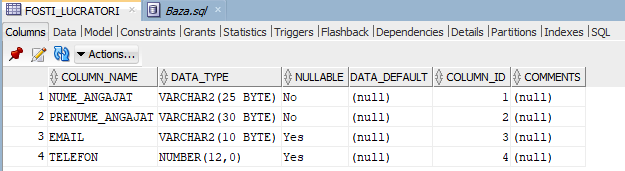 FOSTI_LUCRATORI Baza.sql
Columns Data Model Constraints Grants Statistics Triggers Flashback Dependencies Details Partitions Indexes SQL
Actions...
COLUMN_NAME DATA_TYPE NULLABLE DATA_DEFAULT COLUMN_ID COMMENTS
1 NUME_ANGAJAT VARCHAR2(25 BYTE) No (null) 1 (null)
2 PRENUME_ANGAJAT VARCHAR2(30 BYTE) No (null) 2 (null)
3 EMAIL VARCHAR2(10 BYTE) Yes (null) 3 (null)
4 TELEFON NUMBER(12,0) Yes (null) 4 (null)